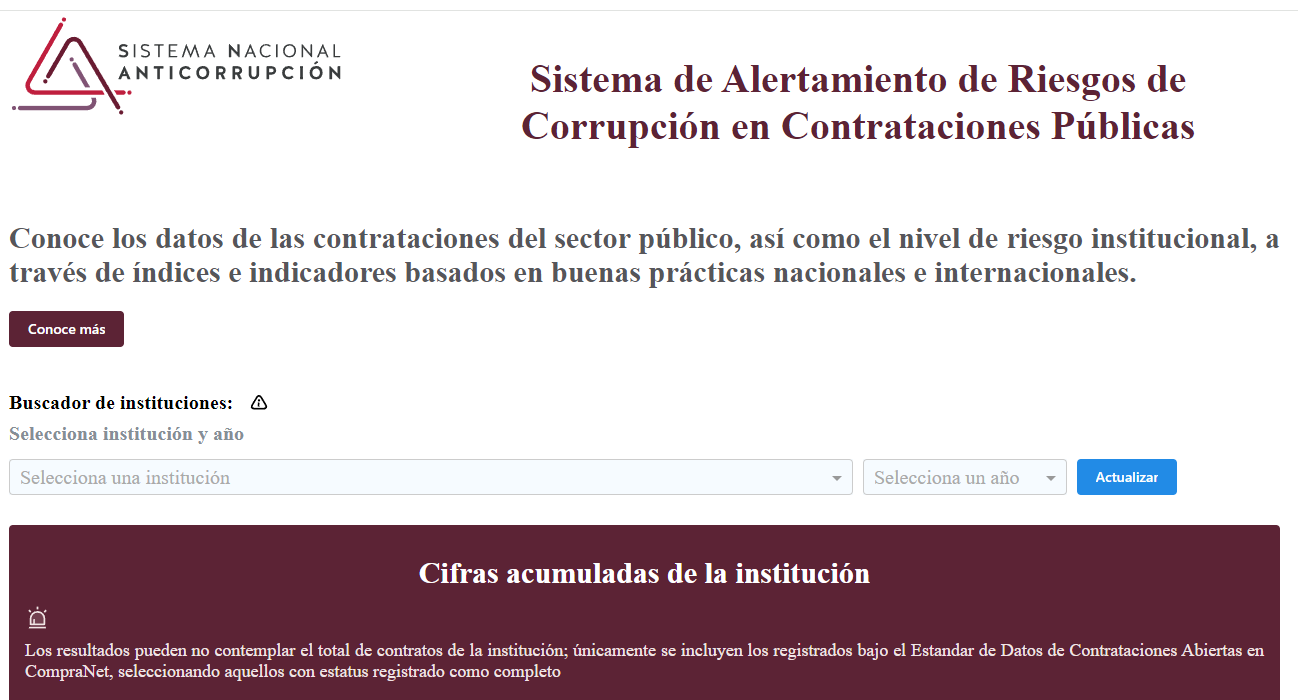 SISTEMA NACIONAL
ANTICORRUPCIÓN
Sistema de Alertamiento de Riesgos de
Corrupción en Contrataciones Públicas
Conoce los datos de las contrataciones del sector público, así como el nivel de riesgo institucional, a
través de índices e indicadores basados en buenas prácticas nacionales e internacionales.
Conoce más
Buscador de instituciones:
Selecciona institución y año
Selecciona una institución
Selecciona un año
Actualizar
Cifras acumuladas de la institución
Los resultados pueden no contemplar el total de contratos de la institución; únicamente se incluyen los registrados bajo el Estandar de Datos de Contrataciones Abiertas en
CompraNet, seleccionando aquellos con estatus registrado como completo